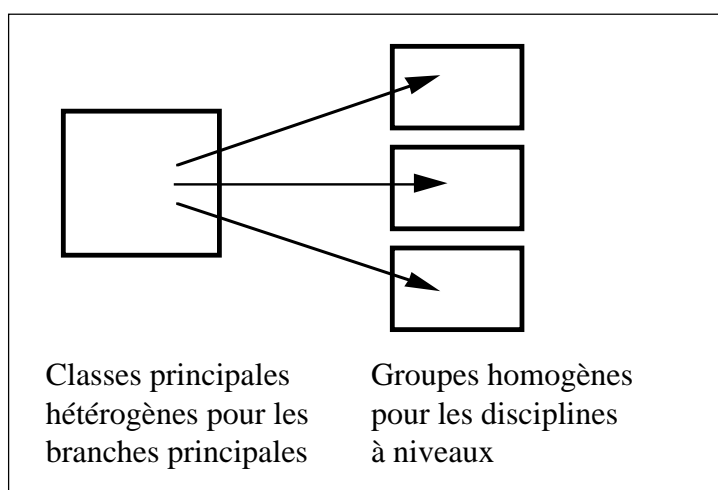 Classes principales
hétérogènes pour les
branches principales
Groupes homogènes
pour les disciplines
à niveaux